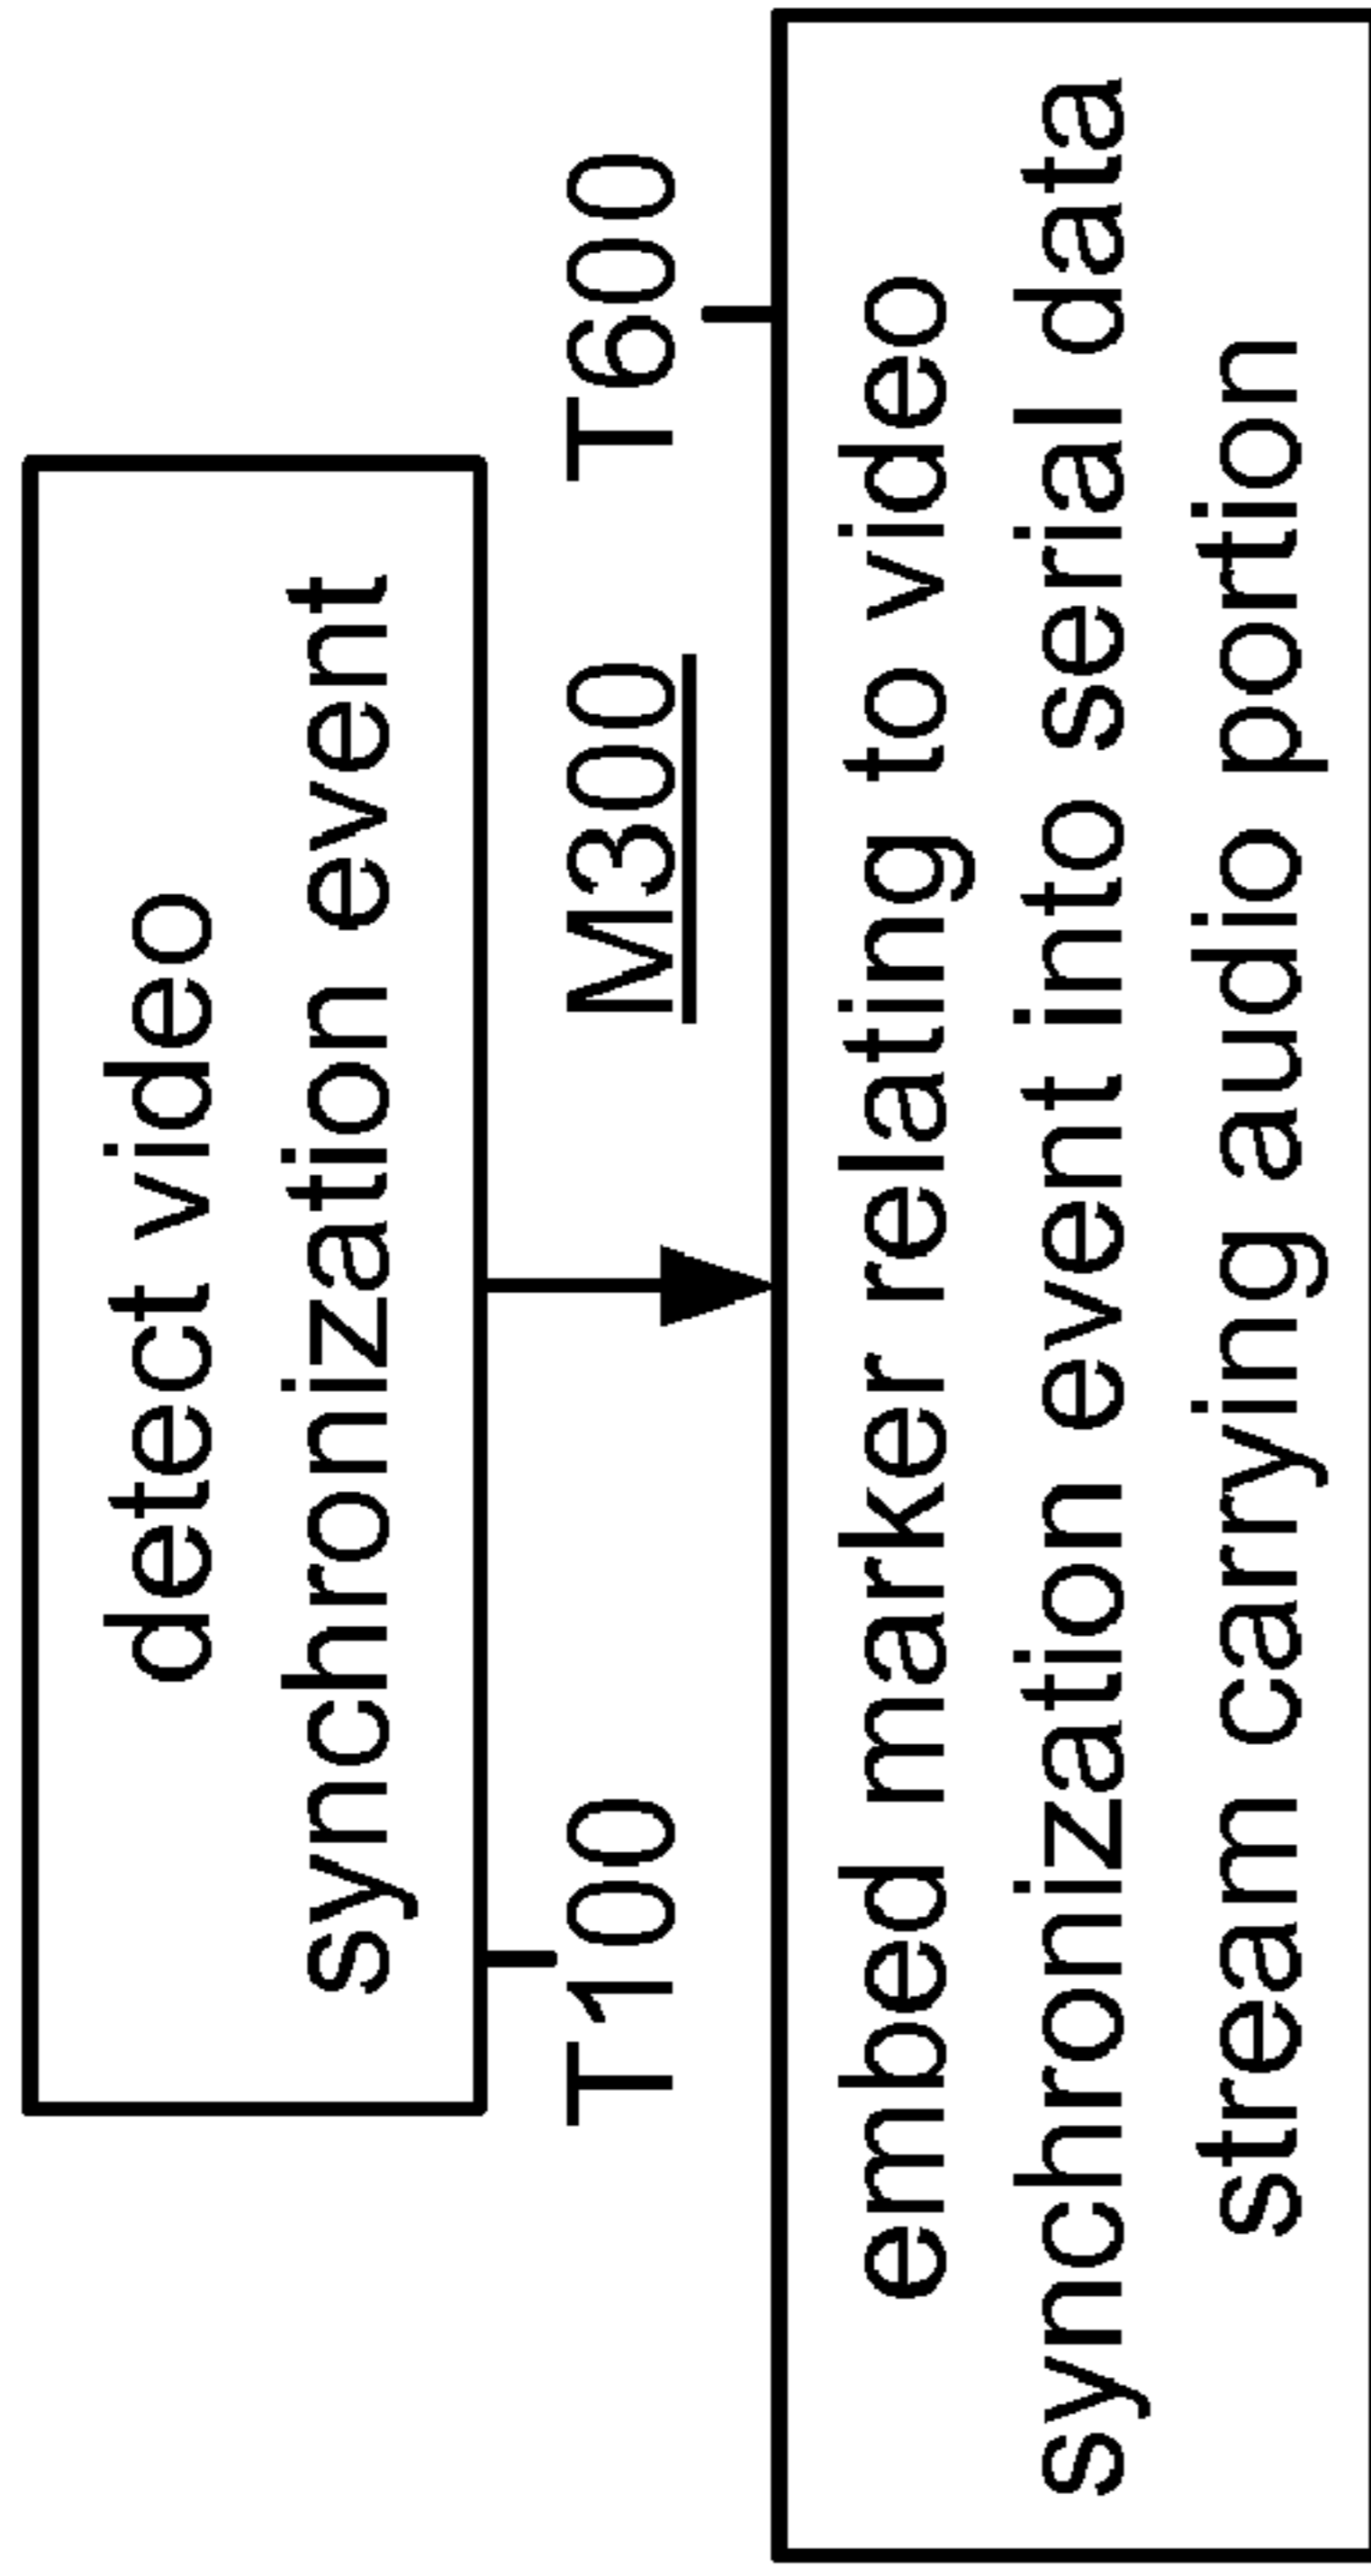 detect video
synchronization event
T100
M300
T600
embed marker relating to video
synchronization event into serial data
stream carrying audio portion